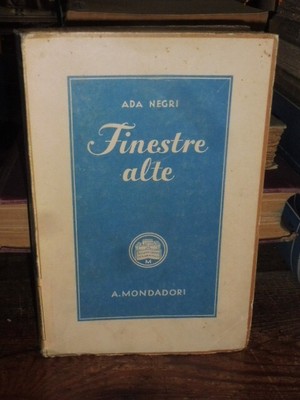 ADA NEGRI
Finestre
alte
M
A. MONDADORI